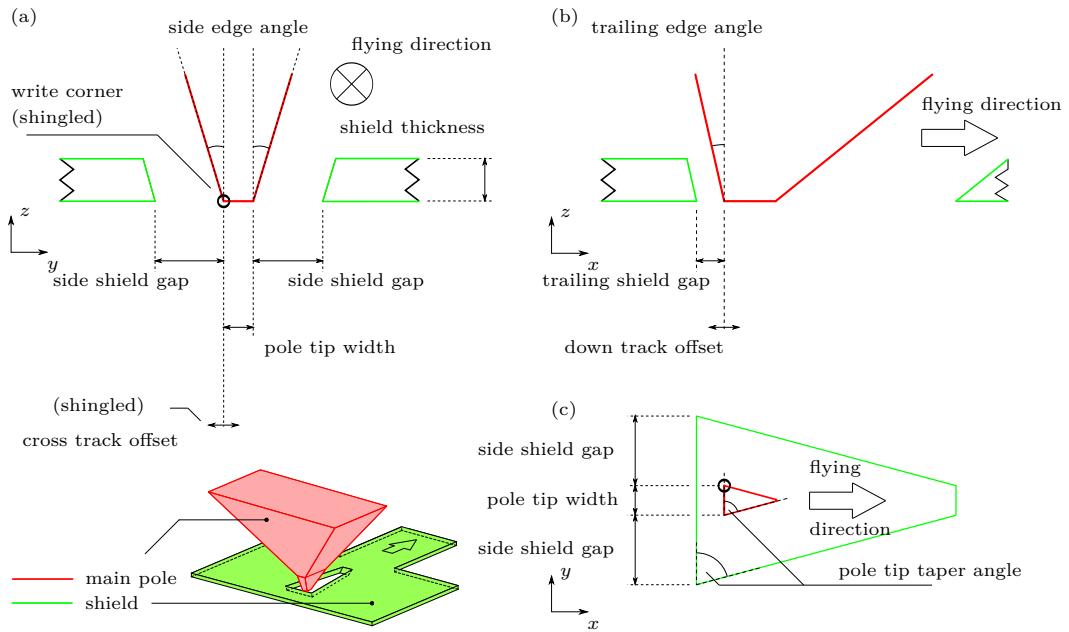 (a)
side edge angle
flying direction
write corner
(shingled)
shield thickness
z
y
side shield gap
side shield gap
pole tip width
(shingled)
cross track offset
main pole
shield
(b)
trailing edge angle
flying direction
z
x
trailing shield gap
down track offset
(c)
side shield gap
flying
pole tip width
direction
side shield gap
pole tip taper angle
y
x